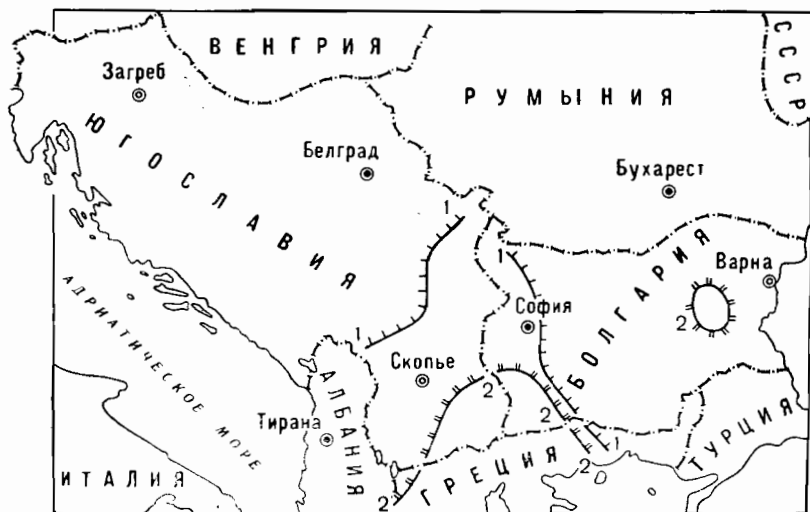 ВЕНГРИЯ
СССР
Загреб
РУМЫНИЯ
ЮГОСЛАВИЯ
Белград
Бухарест
1
1
Варна
БОЛГАРИЯ
София
2
1
Скопье
АДРИАТИЧЕСКОЕ МОРЕ
АЛБАНИЯ
2
2
Тирана
ТУРЦИЯ
1
2
ГРЕЦИЯ
ИТАЛИЯ
2